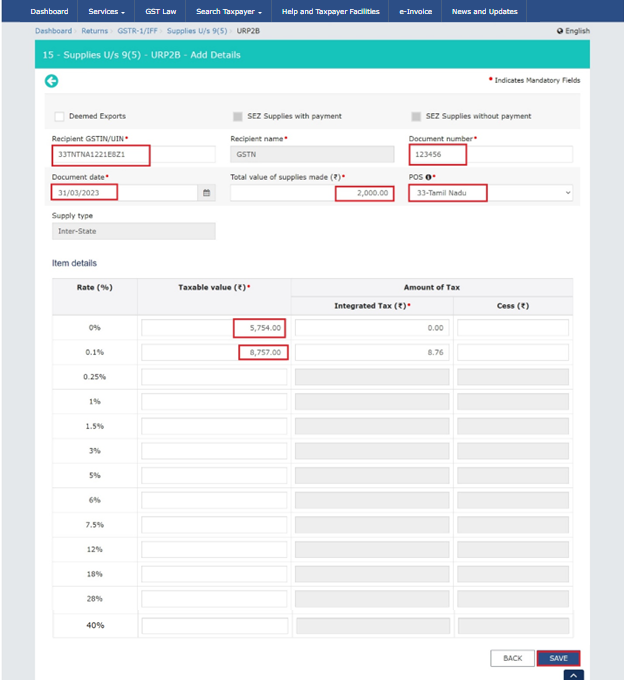 Dashboard Services GST Law Search Taxpayer Help and Taxpayer Facilities e-Invoice News and Updates
Dashboard › Returns › GSTR-1/IFF › Supplies U/s 9(5) › URP2B English
15 - Supplies U/s 9(5) - URP2B - Add Details
* Indicates Mandatory Fields
Deemed Exports SEZ Supplies with payment SEZ Supplies without payment
Recipient GSTIN/UIN* Recipient name* Document number*
33TNTNA1221E8Z1 GSTN 123456
Document date* Total value of supplies made (₹)* POS *
31/03/2023 2,000.00 33-Tamil Nadu
Supply type
Inter-State
Item details
Rate (%) Taxable value (₹)* Amount of Tax
Integrated Tax (₹)* Cess (₹)
0% 5,754.00 0.00
0.1% 8,757.00 8.76
0.25%
1%
1.5%
3%
5%
6%
7.5%
12%
18%
28%
40%
BACK SAVE